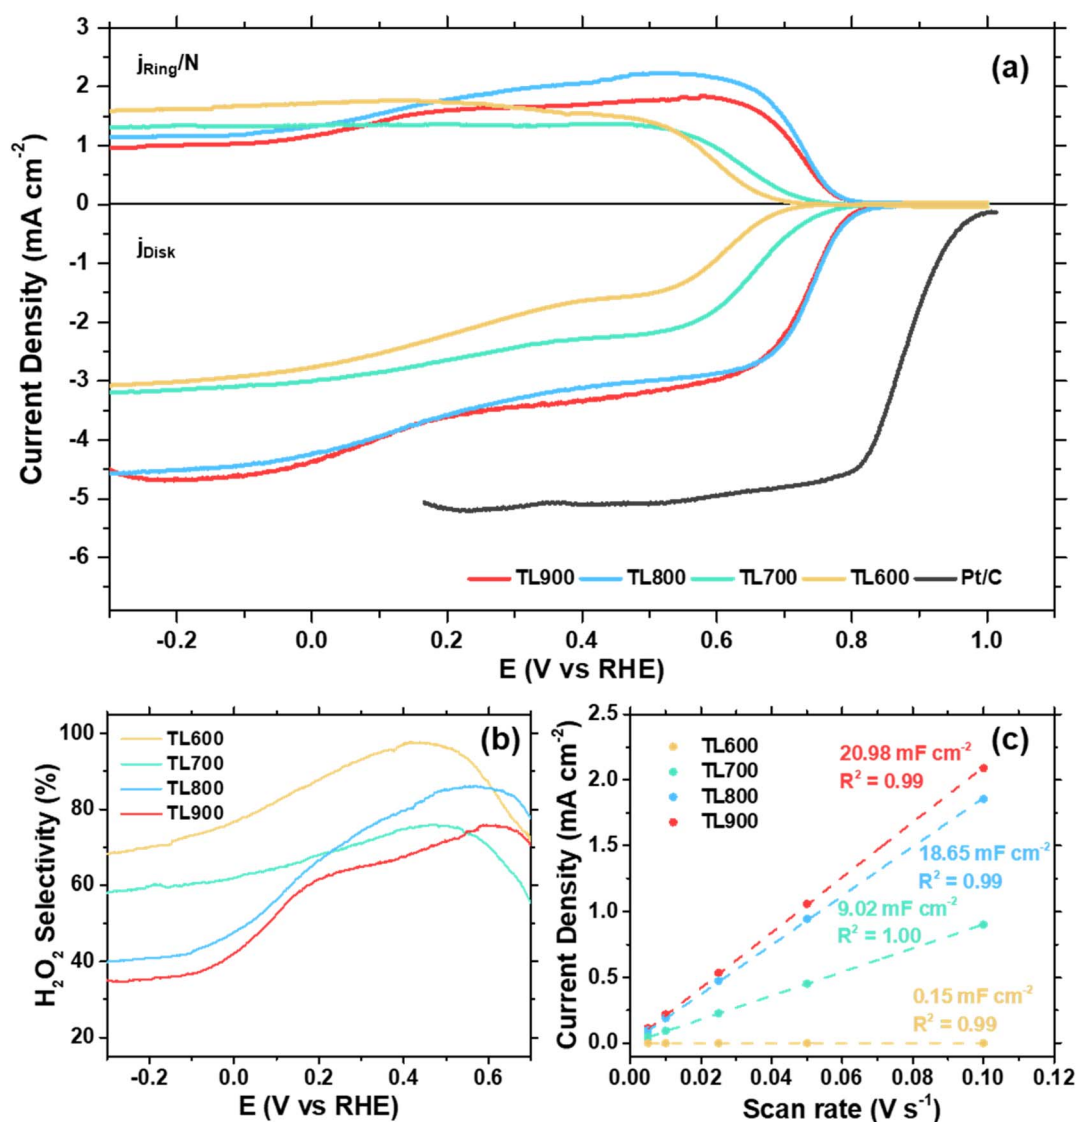 (a)
j_Ring/N
j_Disk
Current Density (mA cm⁻²)
3
2
1
0
-1
-2
-3
-4
-5
-6
TL900 TL800 TL700 TL600 Pt/C
-0.2 0.0 0.2 0.4 0.6 0.8 1.0
E (V vs RHE)
(b)
TL600
TL700
TL800
TL900
H₂O₂ Selectivity (%)
100
80
60
40
20
-0.2 0.0 0.2 0.4 0.6
E (V vs RHE)
(c)
TL600
TL700
TL800
TL900
20.98 mF cm⁻²
R² = 0.99
18.65 mF cm⁻²
R² = 0.99
9.02 mF cm⁻²
R² = 1.00
0.15 mF cm⁻²
R² = 0.99
Current Density (mA cm⁻²)
2.5
2.0
1.5
1.0
0.5
0.0
0.00 0.02 0.04 0.06 0.08 0.10 0.12
Scan rate (V s⁻¹)